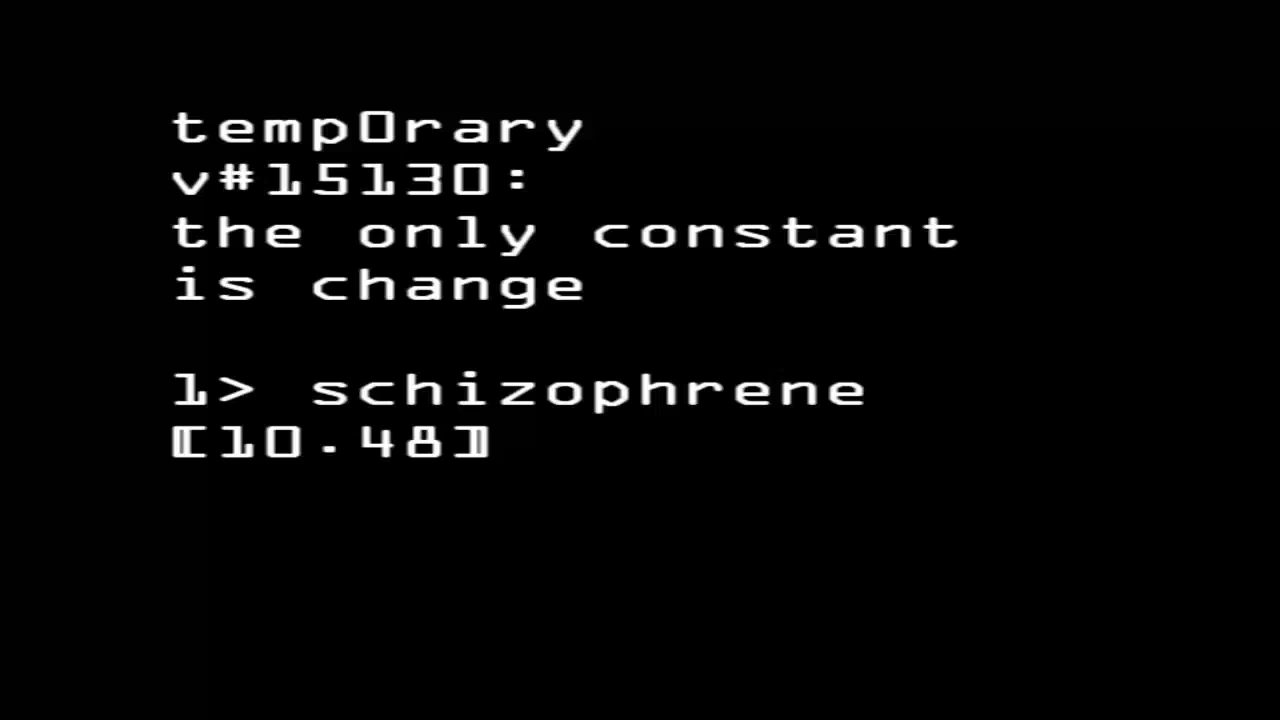 temp0rary
v#15130:
the only constant
is change
1> schizophrene
[10.48]